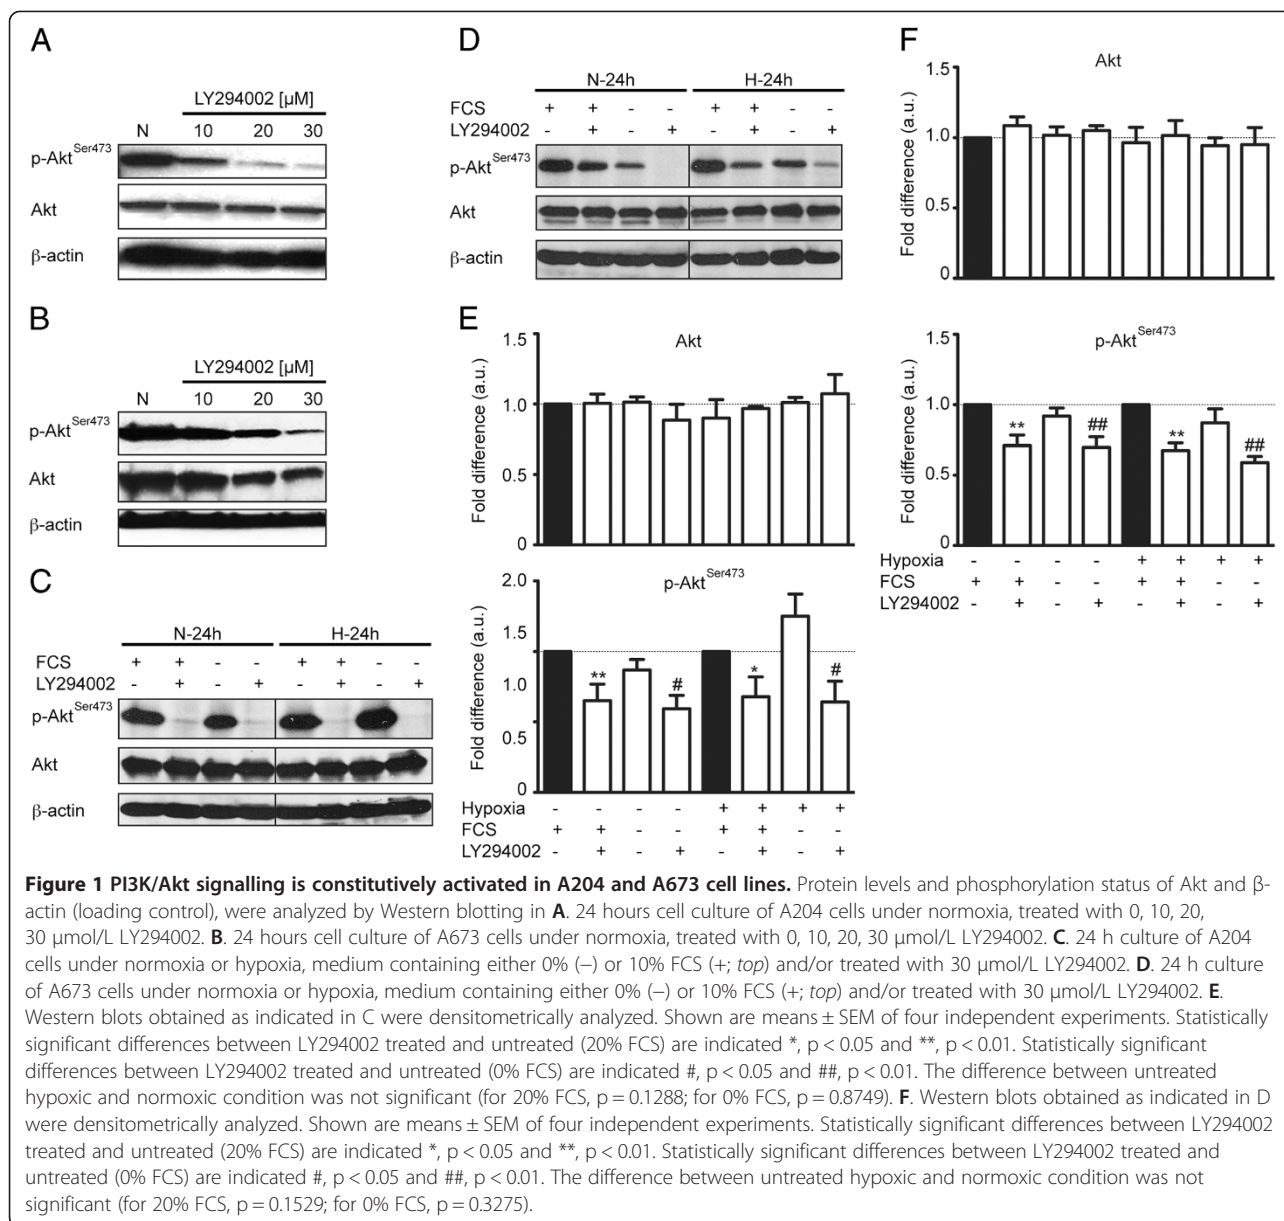 A
LY294002 [µM]
N 10 20 30
p-Akt^Ser473
Akt
β-actin
B
LY294002 [µM]
N 10 20 30
p-Akt^Ser473
Akt
β-actin
C
N-24h H-24h
FCS + + - - + + - -
LY294002 - + - + - + - +
p-Akt^Ser473
Akt
β-actin
D
N-24h H-24h
FCS + + - - + + - -
LY294002 - + - + - + - +
p-Akt^Ser473
Akt
β-actin
E
Akt
Fold difference (a.u.)
1.5
1.0
0.5
0
p-Akt^Ser473
Fold difference (a.u.)
2.0
1.5
1.0
0.5
0
** # * #
Hypoxia - - - - + + + +
FCS + + - - + + - -
LY294002 - + - + - + - +
F
Akt
Fold difference (a.u.)
1.5
1.0
0.5
0
p-Akt^Ser473
Fold difference (a.u.)
1.5
1.0
0.5
0
** ## ** ##
Hypoxia - - - - + + + +
FCS + + - - + + - -
LY294002 - + - + - + - +
Figure 1 PI3K/Akt signalling is constitutively activated in A204 and A673 cell lines. Protein levels and phosphorylation status of Akt and β-
actin (loading control), were analyzed by Western blotting in A. 24 hours cell culture of A204 cells under normoxia, treated with 0, 10, 20,
30 µmol/L LY294002. B. 24 hours cell culture of A673 cells under normoxia, treated with 0, 10, 20, 30 µmol/L LY294002. C. 24 h culture of A204
cells under normoxia or hypoxia, medium containing either 0% (−) or 10% FCS (+; top) and/or treated with 30 µmol/L LY294002. D. 24 h culture
of A673 cells under normoxia or hypoxia, medium containing either 0% (−) or 10% FCS (+; top) and/or treated with 30 µmol/L LY294002. E.
Western blots obtained as indicated in C were densitometrically analyzed. Shown are means ± SEM of four independent experiments. Statistically
significant differences between LY294002 treated and untreated (20% FCS) are indicated *, p < 0.05 and **, p < 0.01. Statistically significant
differences between LY294002 treated and untreated (0% FCS) are indicated #, p < 0.05 and ##, p < 0.01. The difference between untreated
hypoxic and normoxic condition was not significant (for 20% FCS, p = 0.1288; for 0% FCS, p = 0.8749). F. Western blots obtained as indicated in D
were densitometrically analyzed. Shown are means ± SEM of four independent experiments. Statistically significant differences between LY294002
treated and untreated (20% FCS) are indicated *, p < 0.05 and **, p < 0.01. Statistically significant differences between LY294002 treated and
untreated (0% FCS) are indicated #, p < 0.05 and ##, p < 0.01. The difference between untreated hypoxic and normoxic condition was not
significant (for 20% FCS, p = 0.1529; for 0% FCS, p = 0.3275).